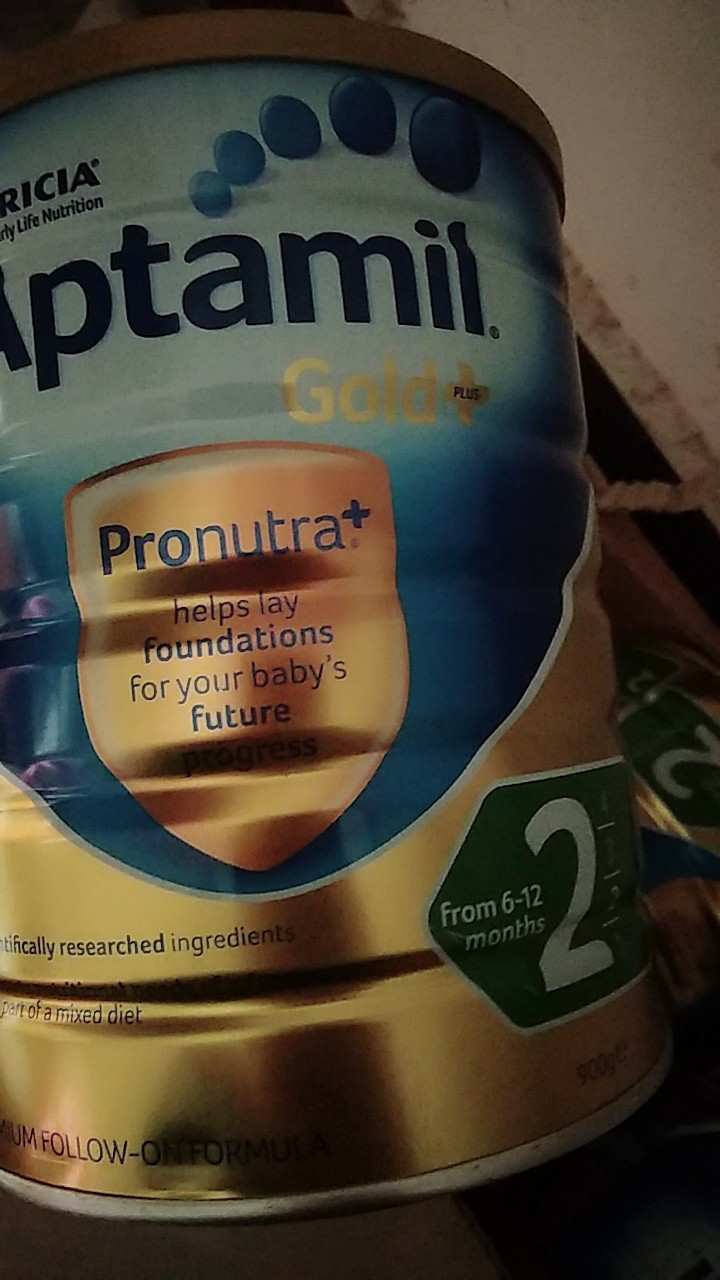 RICIA®
rly Life Nutrition
Aptamil®
Gold+
PLUS
Pronutra+
helps lay
foundations
for your baby's
future
progress
2
From 6-12
months
tifically researched ingredients
part of a mixed diet
900g
MIUM FOLLOW-ON FORMULA